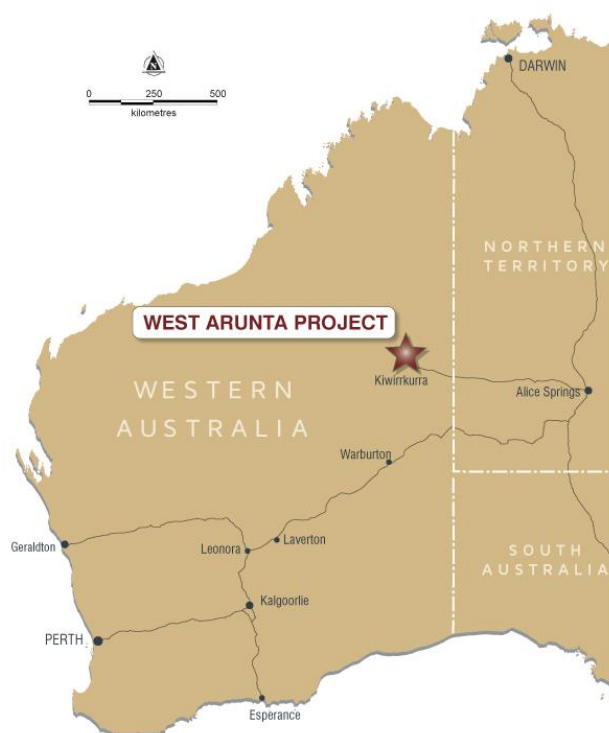 DARWIN
0 250 500
kilometres
NORTHERN
TERRITORY
WEST ARUNTA PROJECT
Kiwirrkurra
WESTERN
AUSTRALIA
Alice Springs
Warburton
Geraldton
Leonora
Laverton
SOUTH
AUSTRALIA
Kalgoorlie
PERTH
Esperance